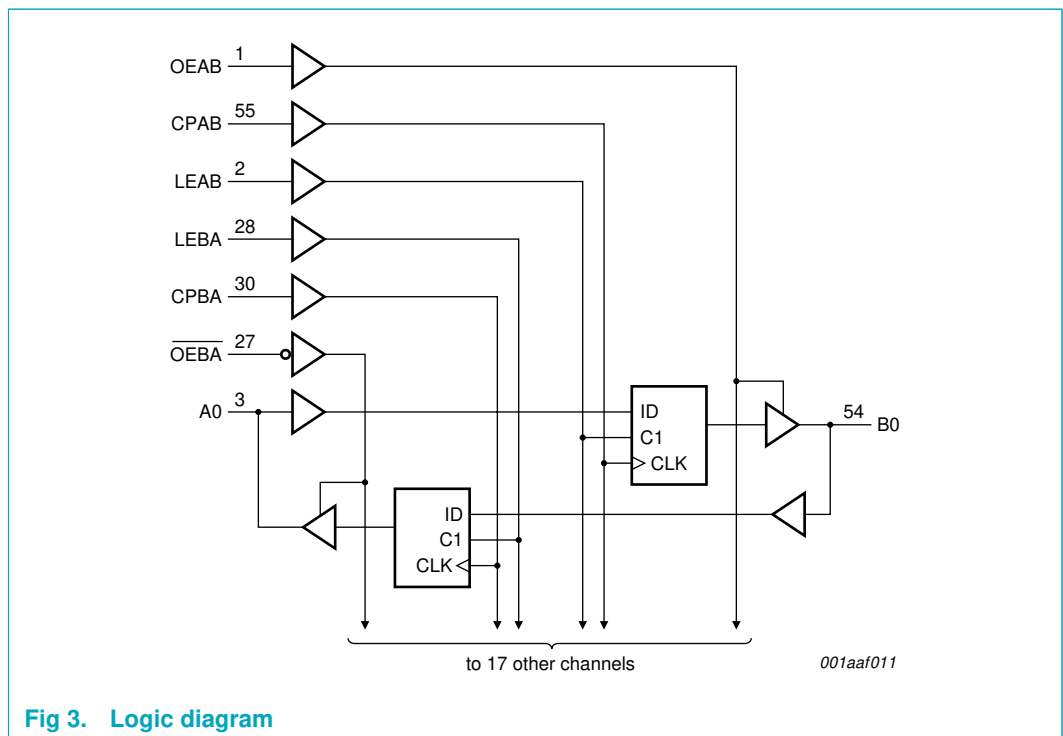 OEAB 1
CPAB 55
LEAB 2
LEBA 28
CPBA 30
OEBA 27
A0 3
ID
C1
CLK
54 B0
ID
C1
CLK
to 17 other channels
001aaf011
Fig 3. Logic diagram